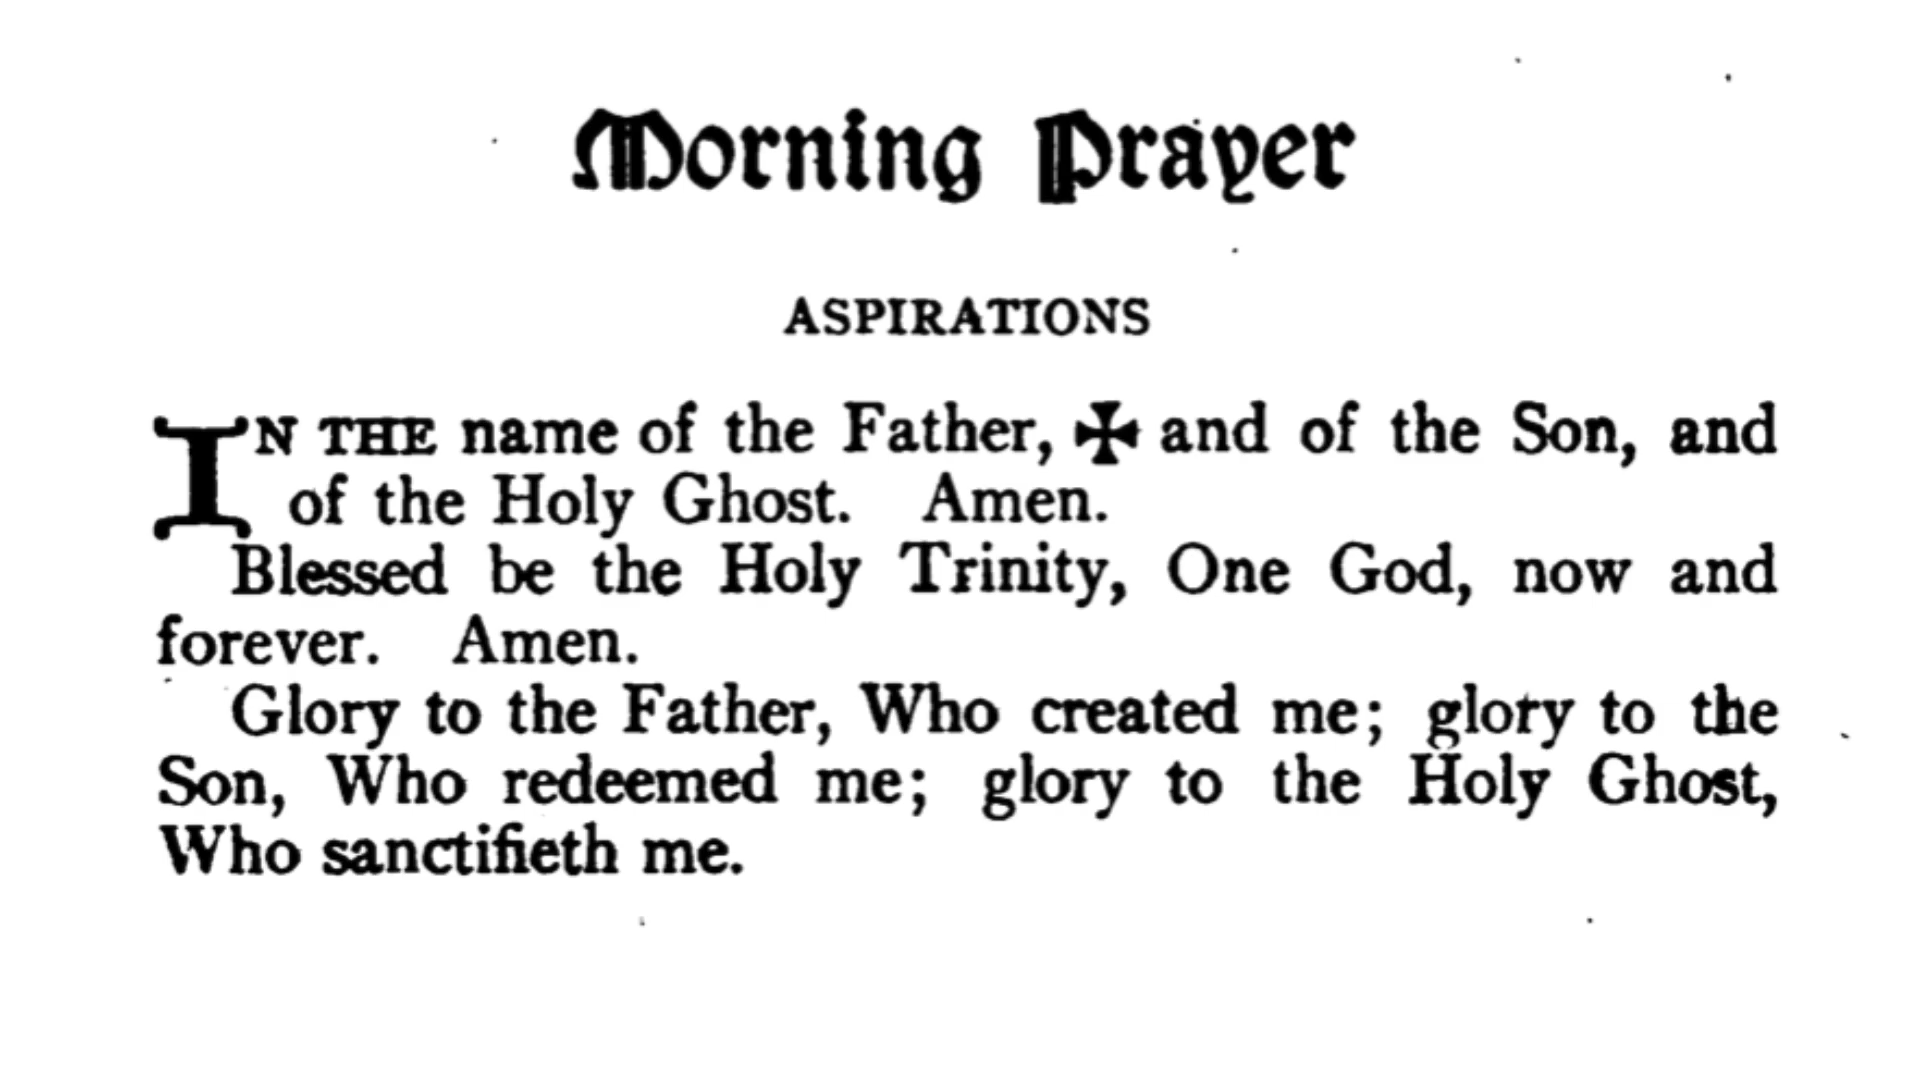 Morning Prayer
ASPIRATIONS
IN THE name of the Father, ✠ and of the Son, and
of the Holy Ghost. Amen.
Blessed be the Holy Trinity, One God, now and
forever. Amen.
Glory to the Father, Who created me; glory to the
Son, Who redeemed me; glory to the Holy Ghost,
Who sanctifieth me.